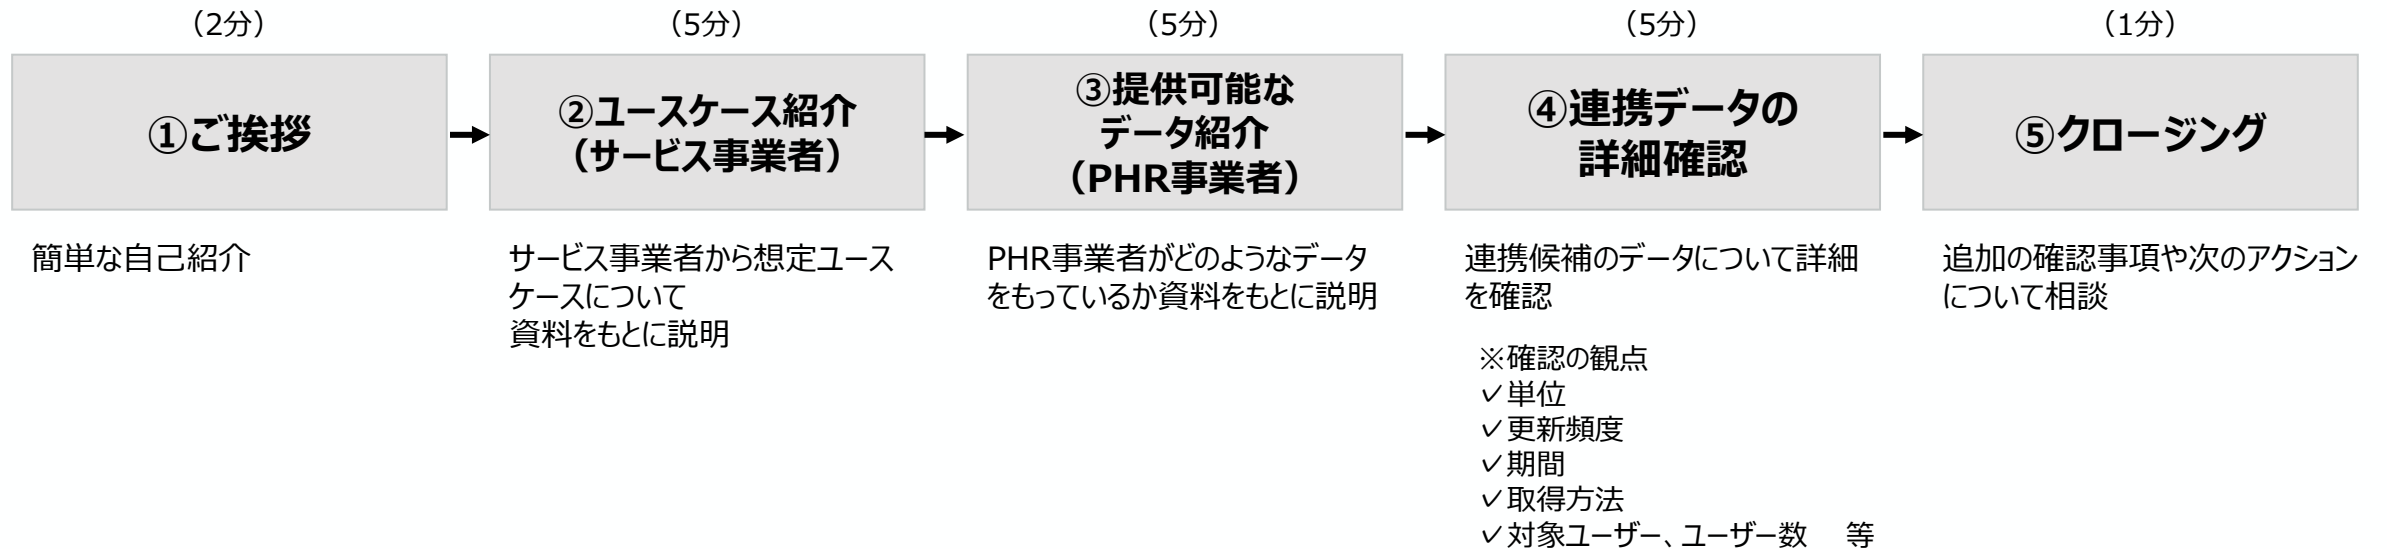 （2分）
①ご挨拶
簡単な自己紹介
（5分）
②ユースケース紹介
（サービス事業者）
サービス事業者から想定ユース
ケースについて
資料をもとに説明
（5分）
③提供可能な
データ紹介
（PHR事業者）
PHR事業者がどのようなデータ
をもっているか資料をもとに説明
（5分）
④連携データの
詳細確認
連携候補のデータについて詳細
を確認
※確認の観点
✓単位
✓更新頻度
✓期間
✓取得方法
✓対象ユーザー、ユーザー数　等
（1分）
⑤クロージング
追加の確認事項や次のアクション
について相談